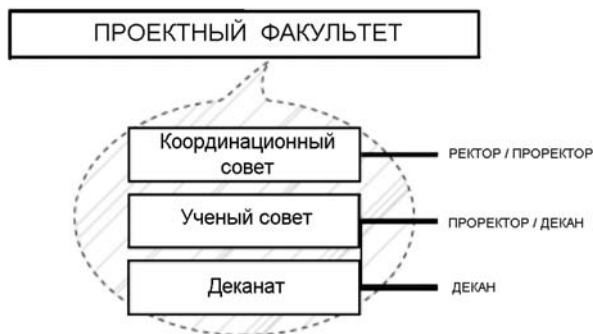 ПРОЕКТНЫЙ ФАКУЛЬТЕТ
Координационный
совет
РЕКТОР / ПРОРЕКТОР
Ученый совет
ПРОРЕКТОР / ДЕКАН
Деканат
ДЕКАН